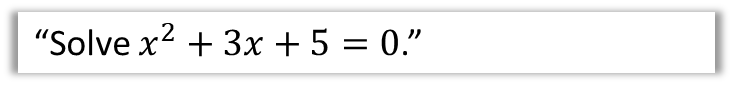 “Solve x² + 3x + 5 = 0.”